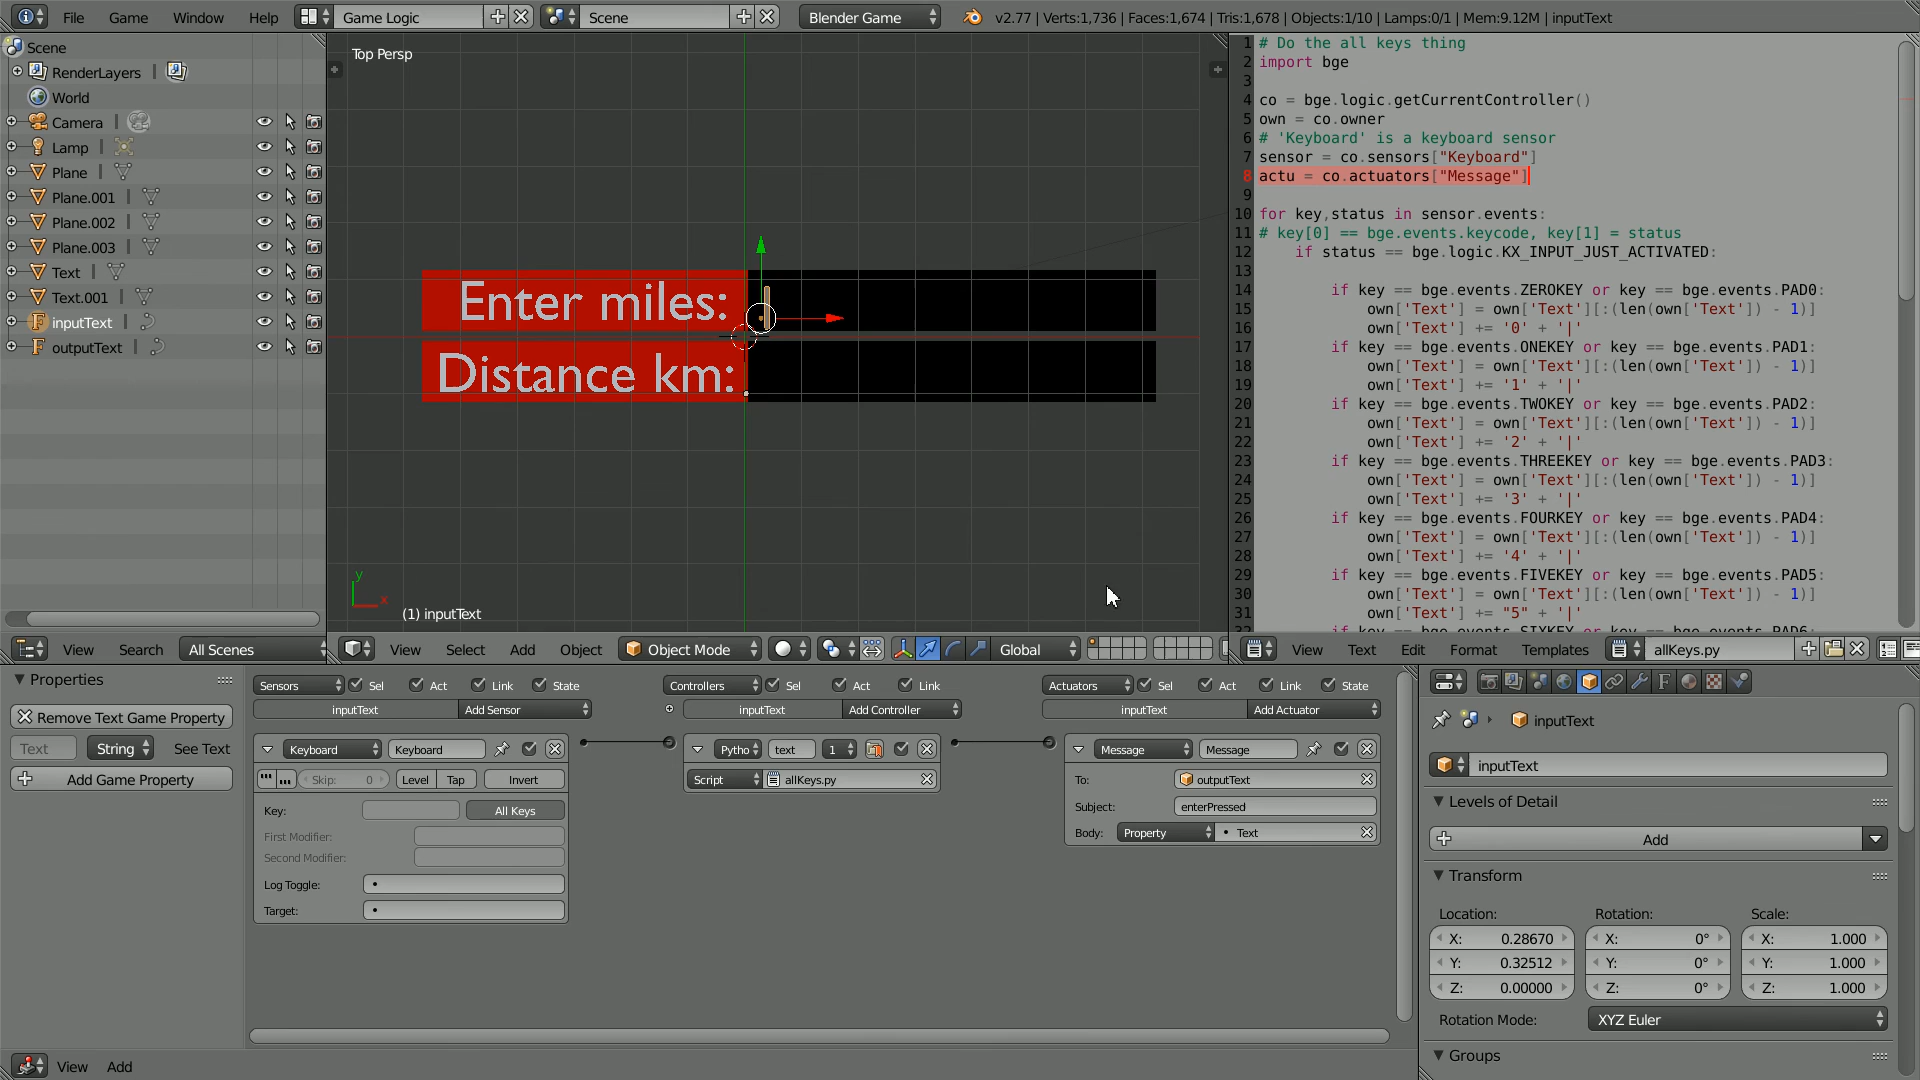 File Game Window Help Game Logic Scene Blender Game v2.77 | Verts:1,736 | Faces:1,674 | Tris:1,678 | Objects:1/10 | Lamps:0/1 | Mem:9.12M | inputText
Scene
RenderLayers |
World
Camera |
Lamp |
Plane |
Plane.001 |
Plane.002 |
Plane.003 |
Text |
Text.001 |
inputText |
outputText |
View Search All Scenes
Top Persp
Enter miles:
Distance km:
y
x
(1) inputText
View Select Add Object Object Mode Global
1 # Do the all keys thing
2 import bge
3
4 co = bge.logic.getCurrentController()
5 own = co.owner
6 # 'Keyboard' is a keyboard sensor
7 sensor = co.sensors["Keyboard"]
8 actu = co.actuators["Message"]
9
10 for key,status in sensor.events:
11 # key[0] == bge.events.keycode, key[1] = status
12 if status == bge.logic.KX_INPUT_JUST_ACTIVATED:
13
14 if key == bge.events.ZEROKEY or key == bge.events.PAD0:
15 own['Text'] = own['Text'][:(len(own['Text']) - 1)]
16 own['Text'] += '0' + '|'
17 if key == bge.events.ONEKEY or key == bge.events.PAD1:
18 own['Text'] = own['Text'][:(len(own['Text']) - 1)]
19 own['Text'] += '1' + '|'
20 if key == bge.events.TWOKEY or key == bge.events.PAD2:
21 own['Text'] = own['Text'][:(len(own['Text']) - 1)]
22 own['Text'] += '2' + '|'
23 if key == bge.events.THREEKEY or key == bge.events.PAD3:
24 own['Text'] = own['Text'][:(len(own['Text']) - 1)]
25 own['Text'] += '3' + '|'
26 if key == bge.events.FOURKEY or key == bge.events.PAD4:
27 own['Text'] = own['Text'][:(len(own['Text']) - 1)]
28 own['Text'] += '4' + '|'
29 if key == bge.events.FIVEKEY or key == bge.events.PAD5:
30 own['Text'] = own['Text'][:(len(own['Text']) - 1)]
31 own['Text'] += "5" + '|'
32 if key == bge.events.SIXKEY or key == bge.events.PAD6:
View Text Edit Format Templates allKeys.py
Properties
Remove Text Game Property
Text String See Text
Add Game Property
Sensors Sel Act Link State
inputText Add Sensor
Keyboard Keyboard
Skip: 0 Level Tap Invert
Key: All Keys
First Modifier:
Second Modifier:
Log Toggle:
Target:
Controllers Sel Act Link
inputText Add Controller
Pytho text 1
Script allKeys.py
Actuators Sel Act Link State
inputText Add Actuator
Message Message
To: outputText
Subject: enterPressed
Body: Property Text
View Add
inputText
inputText
Levels of Detail
Add
Transform
Location: Rotation: Scale:
X: 0.28670 X: 0° X: 1.000
Y: 0.32512 Y: 0° Y: 1.000
Z: 0.00000 Z: 0° Z: 1.000
Rotation Mode: XYZ Euler
Groups